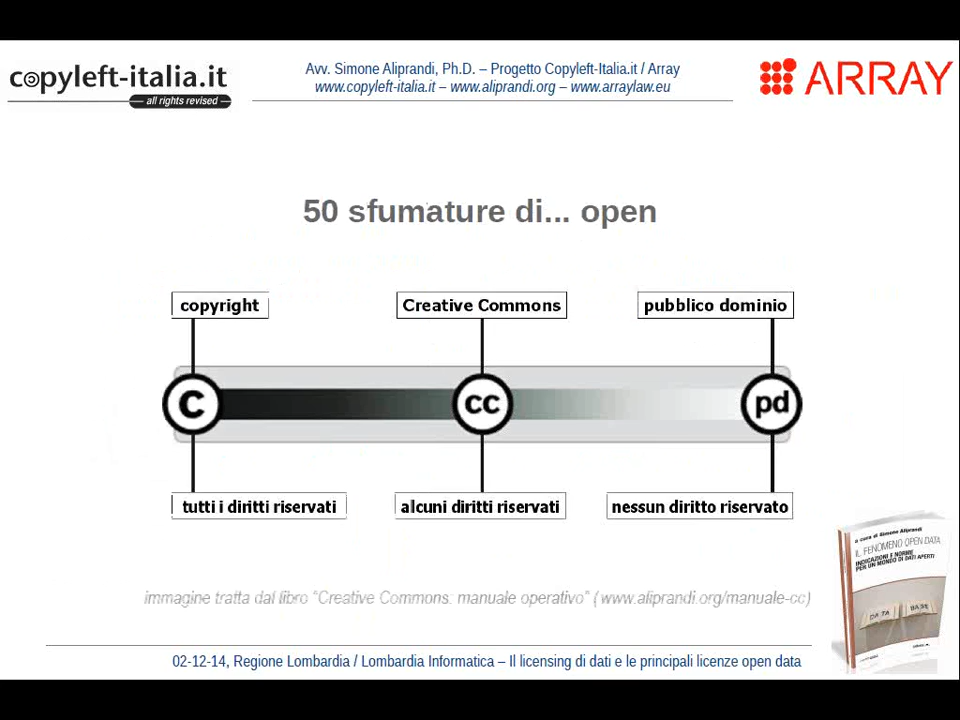 copyleft-italia.it
all rights revised
Avv. Simone Aliprandi, Ph.D. – Progetto Copyleft-Italia.it / Array
www.copyleft-italia.it – www.aliprandi.org – www.arraylaw.eu
ARRAY
50 sfumature di... open
copyright
Creative Commons
pubblico dominio
C
cc
pd
tutti i diritti riservati
alcuni diritti riservati
nessun diritto riservato
a cura di Simone Aliprandi
IL FENOMENO OPEN DATA
INDICAZIONI E NORME
PER UN MONDO DI DATI APERTI
immagine tratta dal libro “Creative Commons: manuale operativo” (www.aliprandi.org/manuale-cc)
02-12-14, Regione Lombardia / Lombardia Informatica – Il licensing di dati e le principali licenze open data